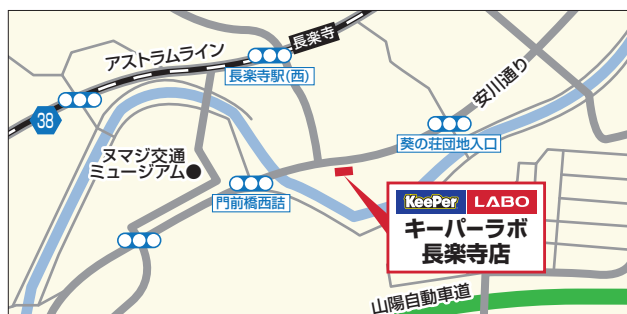 長楽寺
アストラムライン
長楽寺駅(西)
安川通り
38
葵の荘団地入口
ヌマジ交通
ミュージアム
門前橋西詰
KeePer LABO
キーパーラボ
長楽寺店
山陽自動車道